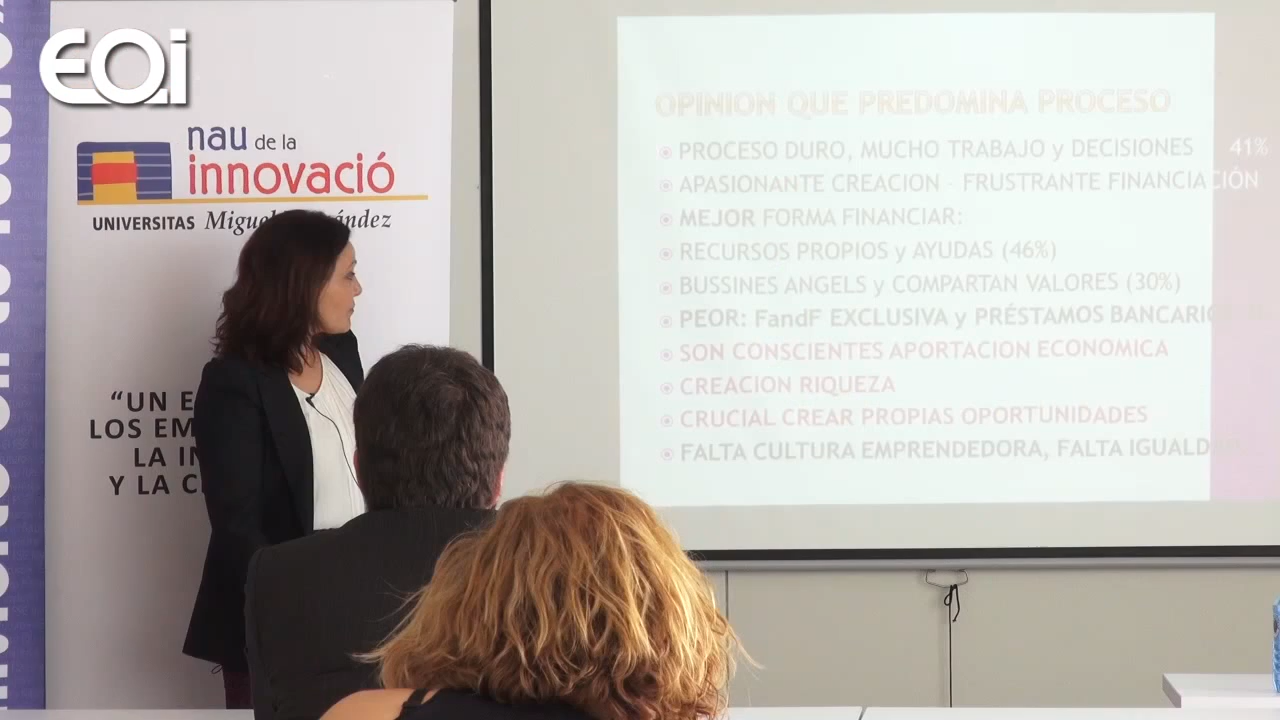 EOi
nau de la
innovació
UNIVERSITAS Miguel
“UN E
LOS EM
LA IN
Y LA C
OPINION QUE PREDOMINA PROCESO
PROCESO DURO, MUCHO TRABAJO y DECISIONES 41%
APASIONANTE CREACION - FRUSTRANTE FINANCIACIÓN
MEJOR FORMA FINANCIAR:
RECURSOS PROPIOS y AYUDAS (46%)
BUSSINES ANGELS y COMPARTAN VALORES (30%)
PEOR: FandF EXCLUSIVA y PRÉSTAMOS
SON CONSCIENTES APORTACION ECONOMICA
CREACION RIQUEZA
CRUCIAL CREAR PROPIAS OPORTUNIDADES
FALTA CULTURA EMPRENDEDORA, FALTA